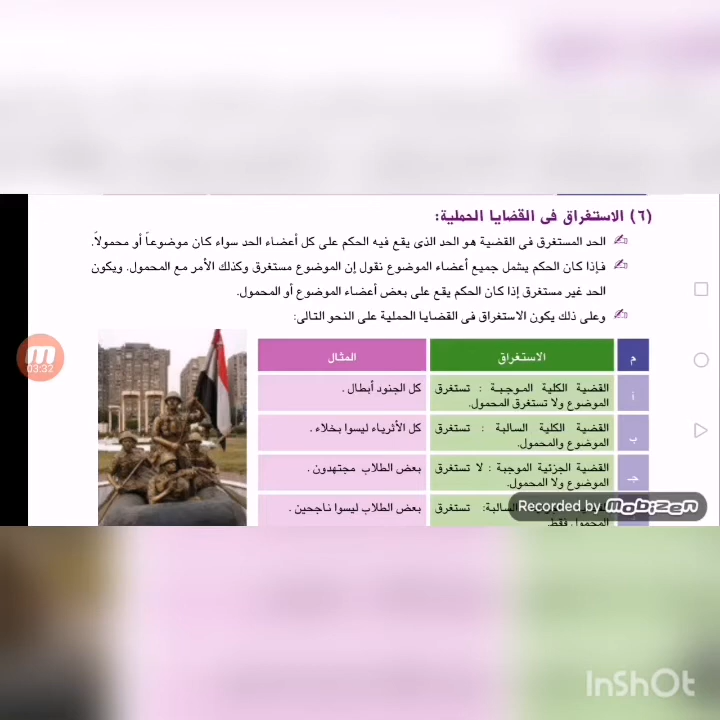 (٦) الاستغراق فى القضايا الحملية:
الحد المستغرق فى القضية هو الحد الذى يقع فيه الحكم على كل أعضاء الحد سواء كان موضوعاً أو محمولاً.
فإذا كان الحكم يشمل جميع أعضاء الموضوع نقول إن الموضوع مستغرق وكذلك الأمر مع المحمول. ويكون
الحد غير مستغرق إذا كان الحكم يقع على بعض أعضاء الموضوع أو المحمول.
وعلى ذلك يكون الاستغراق فى القضايا الحملية على النحو التالى:
م الاستغراق المثال
أ القضية الكلية الموجبة : تستغرق كل الجنود أبطال .
الموضوع ولا تستغرق المحمول.
ب القضية الكلية السالبة : تستغرق كل الأثرياء ليسوا بخلاء .
الموضوع والمحمول.
جـ القضية الجزئية الموجبة : لا تستغرق بعض الطلاب مجتهدون .
الموضوع ولا المحمول.
السالبة: تستغرق بعض الطلاب ليسوا ناجحين .
المحمول فقط.
03:32
Recorded by mobizen
InShOt